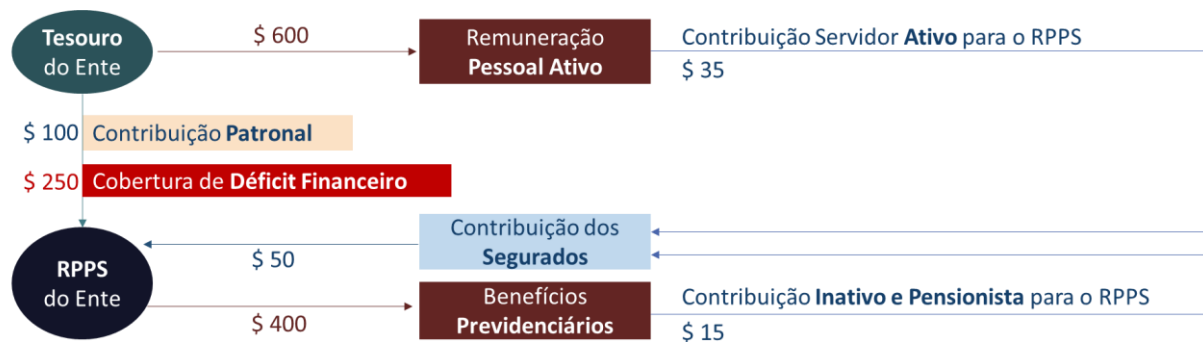 Tesouro
do Ente
$ 600
Remuneração
Pessoal Ativo
Contribuição Servidor Ativo para o RPPS
$ 35
$ 100
Contribuição Patronal
$ 250
Cobertura de Déficit Financeiro
RPPS
do Ente
$ 50
Contribuição dos
Segurados
$ 400
Benefícios
Previdenciários
Contribuição Inativo e Pensionista para o RPPS
$ 15